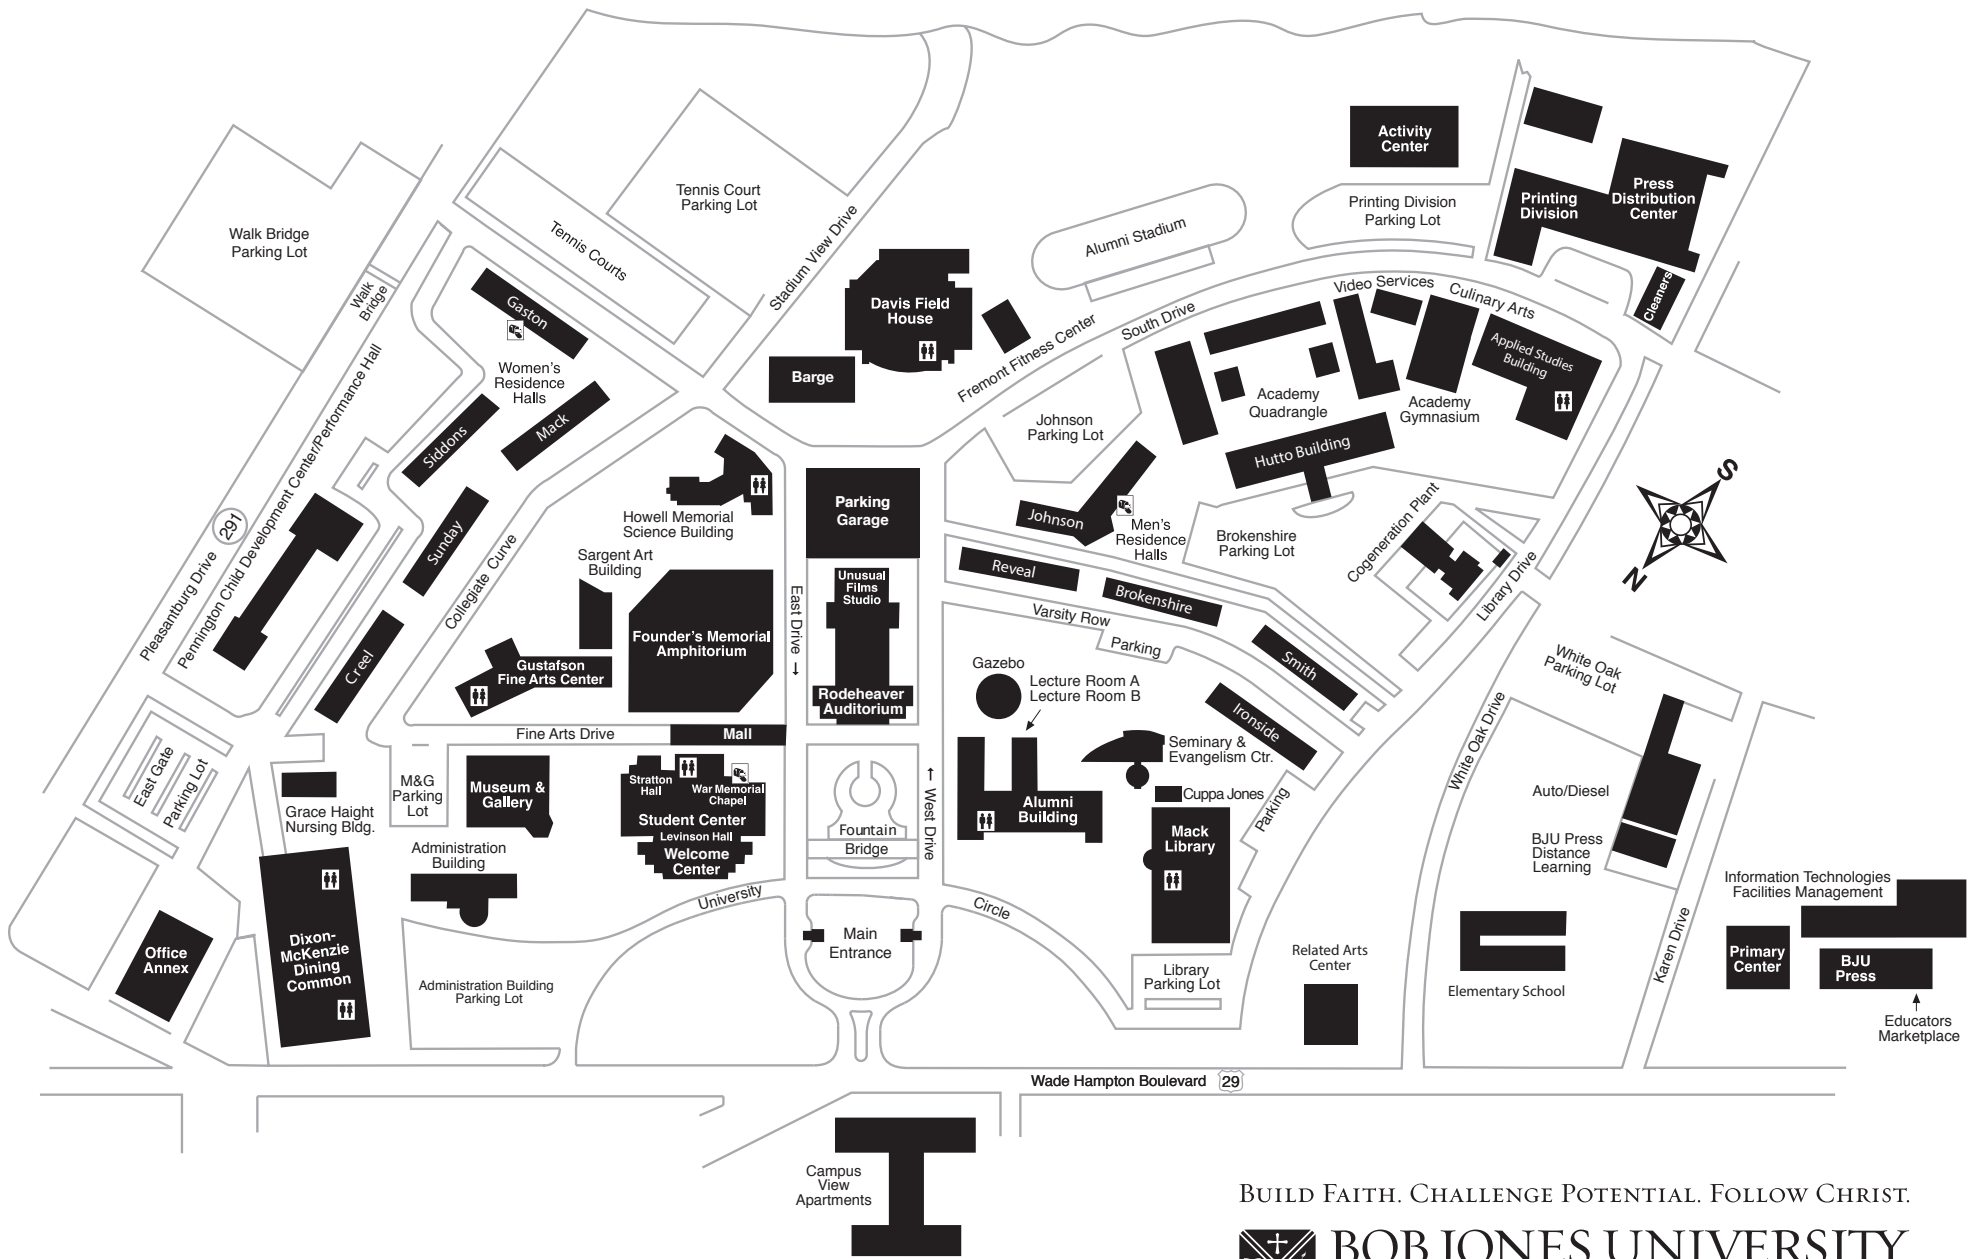 Activity
Center
Printing Division
Parking Lot
Printing
Division
Press
Distribution
Center
Cleaners
Tennis Court
Parking Lot
Walk Bridge
Parking Lot
Tennis Courts
Stadium View Drive
Alumni Stadium
Walk
Bridge
Gaston
Davis Field
House
Barge
Fremont Fitness Center
South Drive
Video Services
Culinary Arts
Applied Studies
Building
Women's
Residence
Halls
Siddons
Mack
Academy
Quadrangle
Academy
Gymnasium
Hutto Building
Johnson
Parking Lot
Johnson
Men's
Residence
Halls
Brokenshire
Parking Lot
Cogeneration Plant
Library Drive
S
N
291
Pleasantburg Drive
Pennington Child Development Center/Performance Hall
Sunday
Creel
Collegiate Curve
Howell Memorial
Science Building
Sargent Art
Building
Parking
Garage
Unusual
Films
Studio
East Drive →
Founder's Memorial
Amphitorium
Gustafson
Fine Arts Center
Rodeheaver
Auditorium
Reveal
Brokenshire
Varsity Row
Parking
Smith
Ironside
Gazebo
Lecture Room A
Lecture Room B
Seminary &
Evangelism Ctr.
Cuppa Jones
Alumni
Building
Mack
Library
Parking
White Oak
Parking Lot
White Oak Drive
Fine Arts Drive
Mall
East Gate
Parking Lot
Grace Haight
Nursing Bldg.
M&G
Parking
Lot
Museum &
Gallery
Stratton
Hall
War Memorial
Chapel
Student Center
Levinson Hall
Welcome
Center
Fountain
Bridge
← West Drive
Administration
Building
University
Circle
Main
Entrance
Office
Annex
Dixon-
McKenzie
Dining
Common
Administration Building
Parking Lot
Library
Parking Lot
Related Arts
Center
Auto/Diesel
BJU Press
Distance
Learning
Elementary School
Karen Drive
Information Technologies
Facilities Management
Primary
Center
BJU
Press
Educators
Marketplace
Wade Hampton Boulevard 29
Campus
View
Apartments
Build Faith. Challenge Potential. Follow Christ.
BOB JONES UNIVERSITY